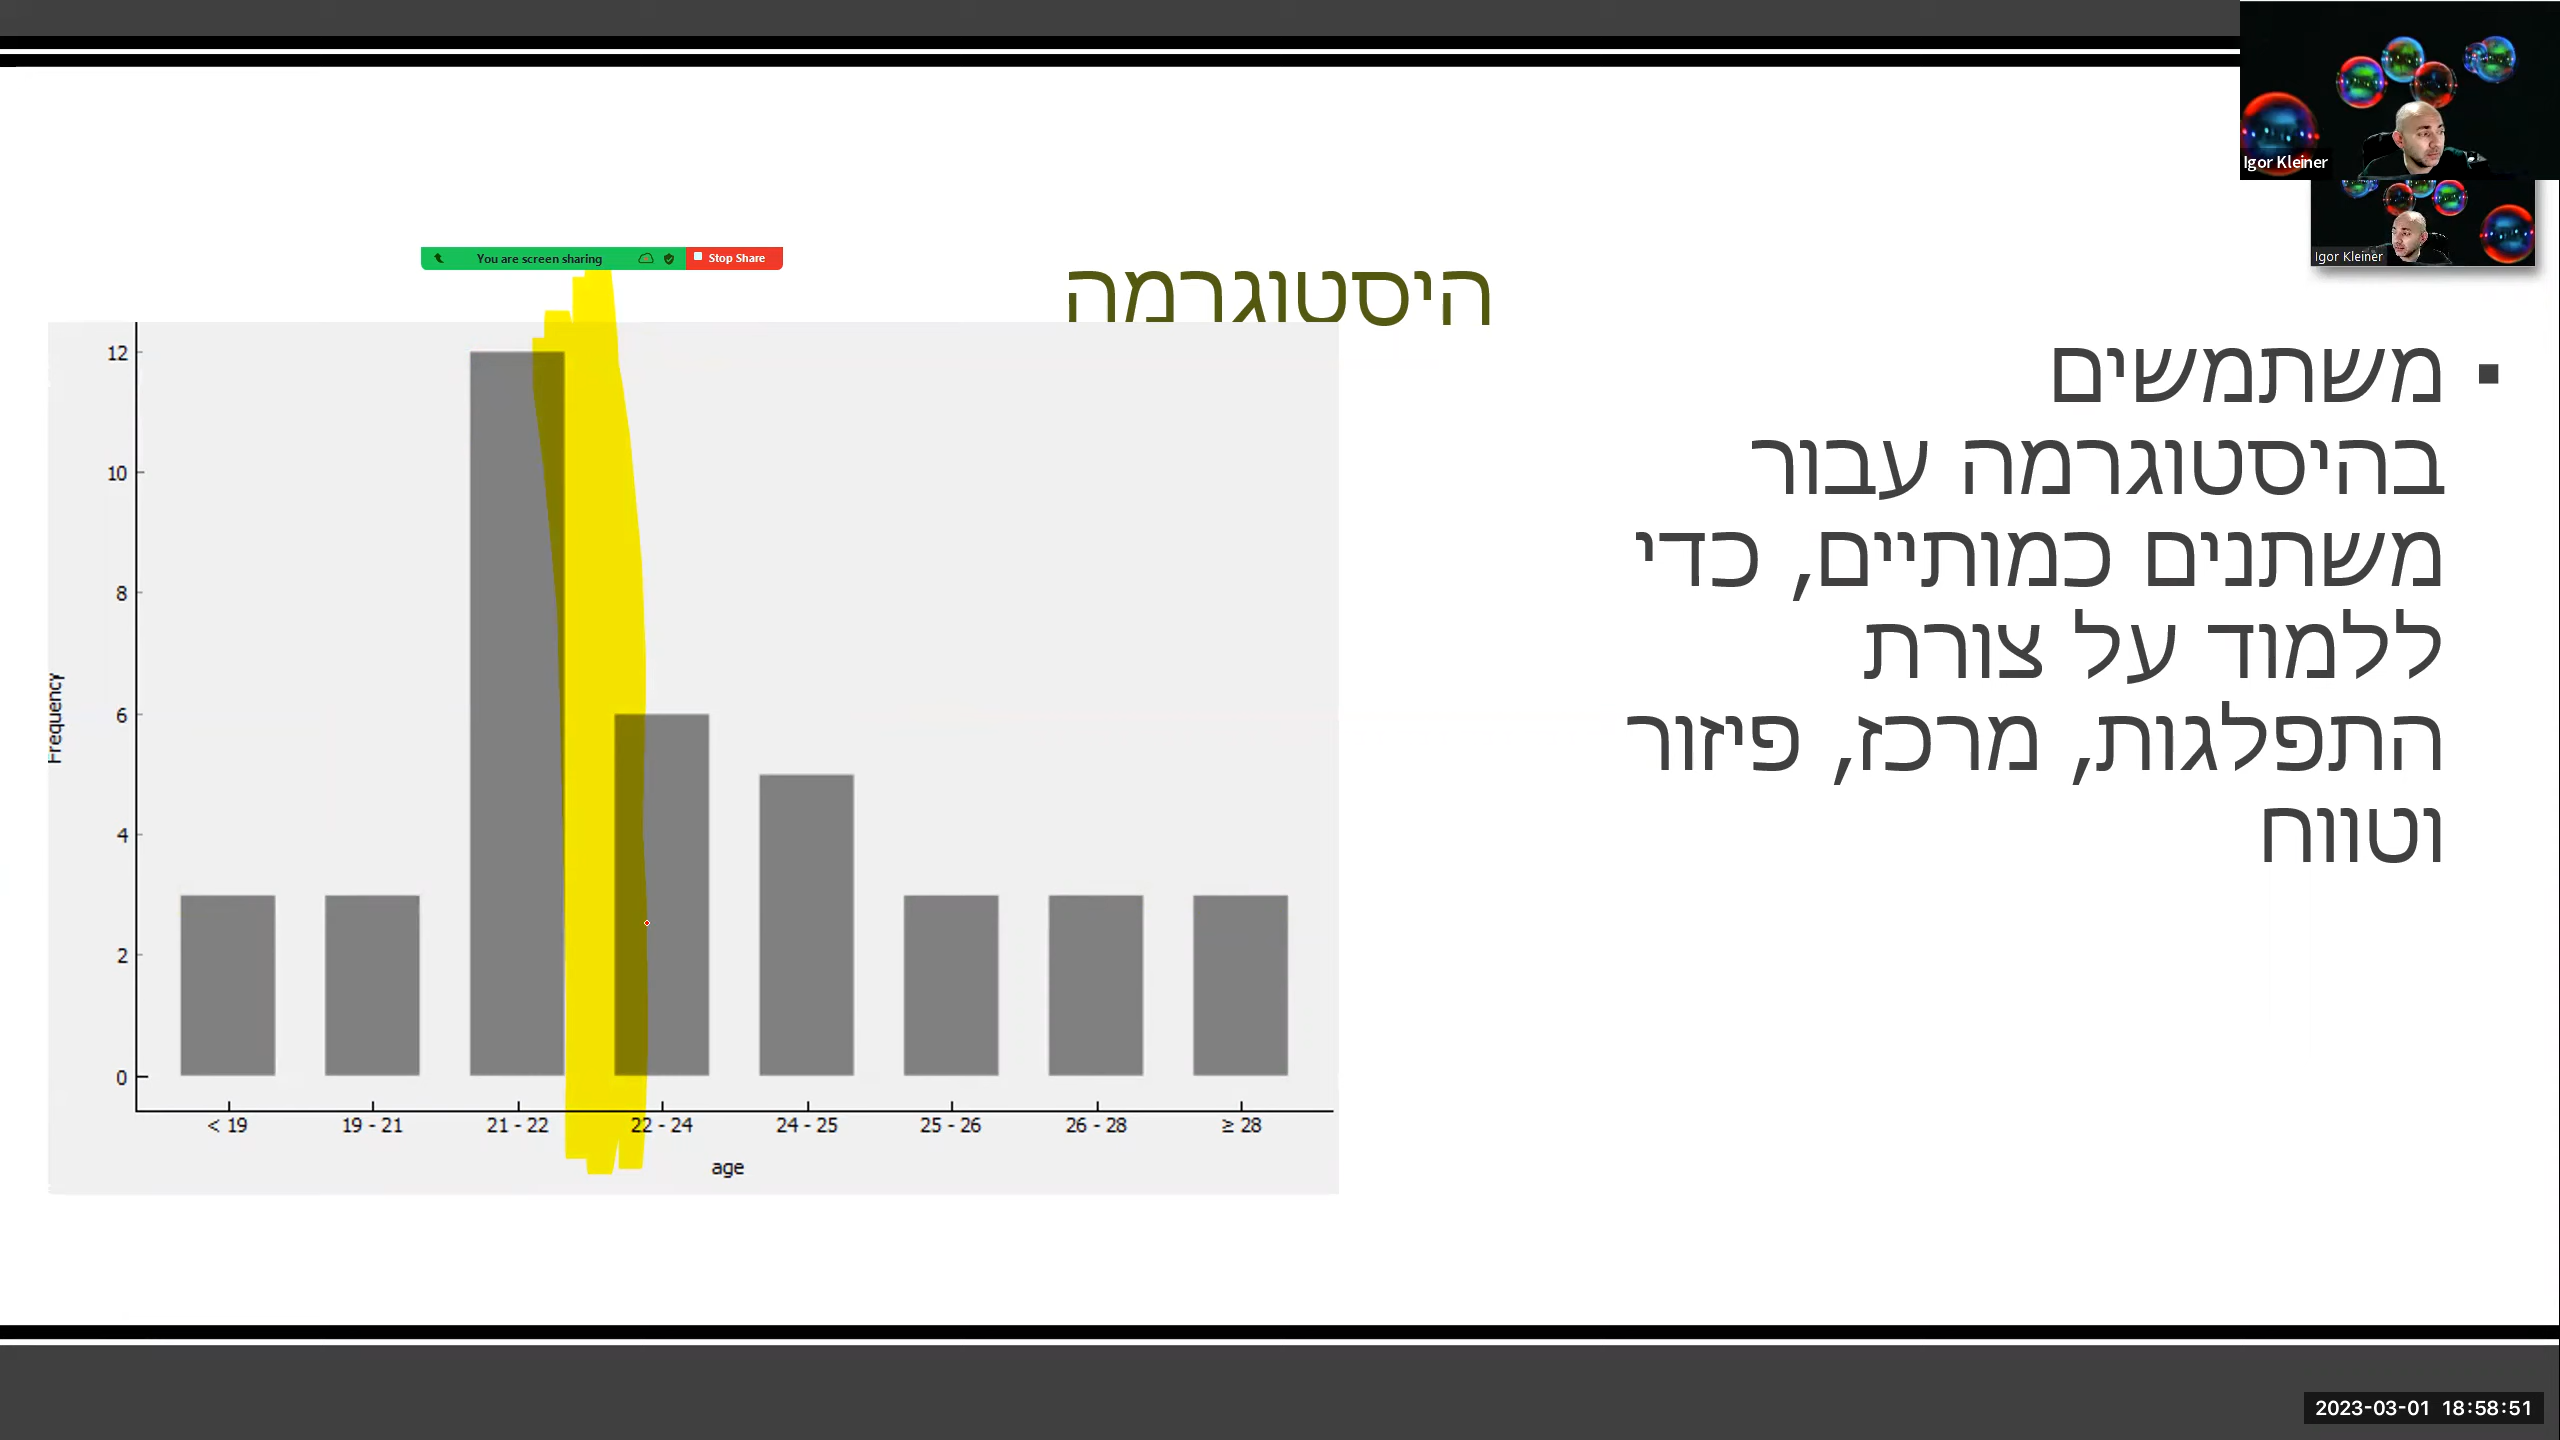 Igor Kleiner
Igor Kleiner
You are screen sharing
Stop Share
היסטוגרמה
▪ משתמשים
בהיסטוגרמה עבור
משתנים כמותיים, כדי
ללמוד על צורת
התפלגות, מרכז, פיזור
וטווח
Frequency
12
10
8
6
4
2
0
< 19 19 - 21 21 - 22 22 - 24 24 - 25 25 - 26 26 - 28 ≥ 28
age
2023-03-01 18:58:51